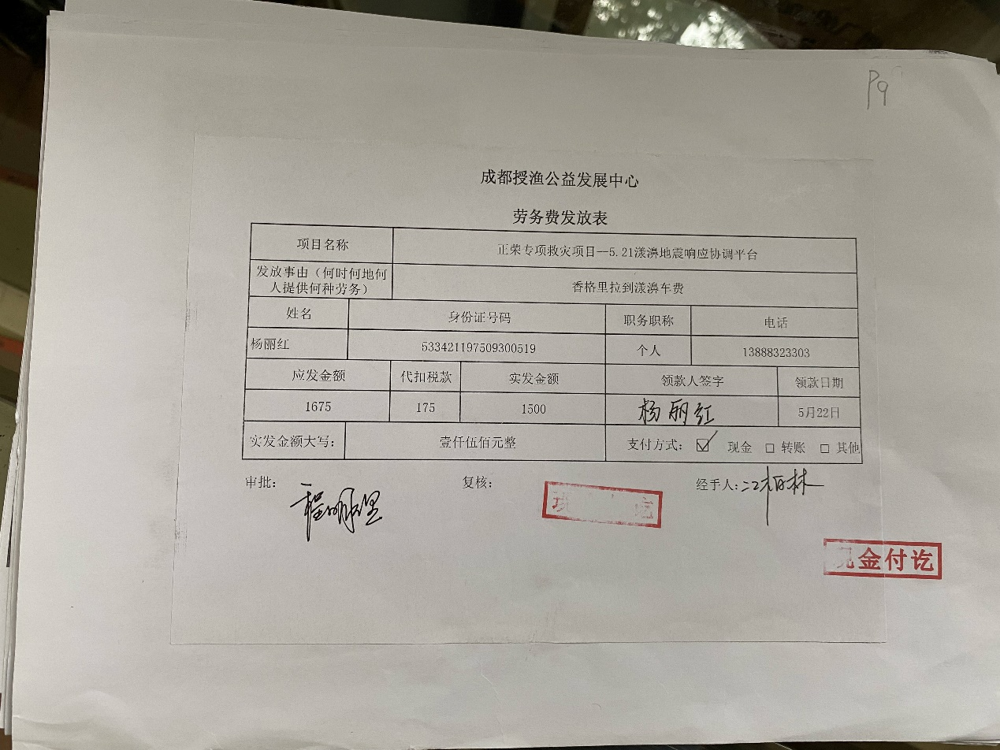 P9
成都授渔公益发展中心
劳务费发放表
项目名称 正荣专项救灾项目--5.21漾濞地震响应协调平台
发放事由（何时何地何人提供何种劳务） 香格里拉到漾濞车费
姓名 身份证号码 职务职称 电话
杨丽红 533421197509300519 个人 13888323303
应发金额 代扣税款 实发金额 领款人签字 领款日期
1675 175 1500 杨丽红 5月22日
实发金额大写： 壹仟伍佰元整 支付方式：☑ 现金 □ 转账 □ 其他
审批： 复核： 经手人：江柏林
现 讫
现金付讫